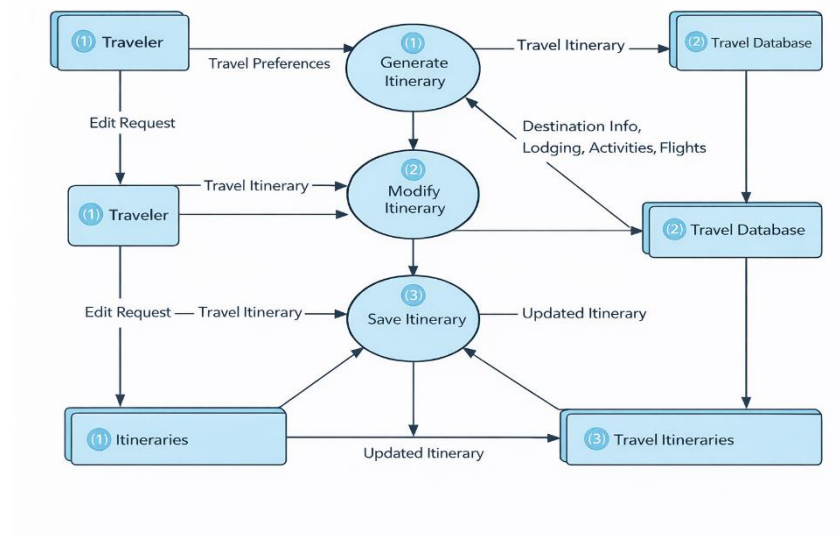 (1) Traveler
Travel Preferences
(1)
Generate
Itinerary
Travel Itinerary
(2) Travel Database
Edit Request
Destination Info,
Lodging, Activities, Flights
(1) Traveler
Travel Itinerary
(2)
Modify
Itinerary
(2) Travel Database
Edit Request
Travel Itinerary
(3)
Save Itinerary
Updated Itinerary
(1) Itineraries
Updated Itinerary
(3) Travel Itineraries